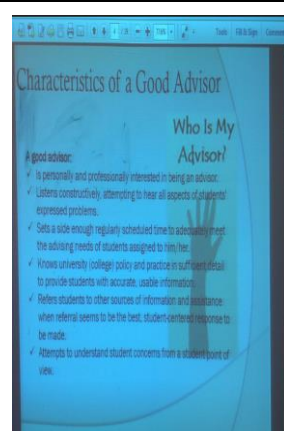 Tools Fill & Sign Comment
Characteristics of a Good Advisor
Who Is My
Advisor?
A good advisor:
✓ Is personally and professionally interested in being an advisor.
✓ Listens constructively, attempting to hear all aspects of students'
expressed problems.
✓ Sets a side enough regularly scheduled time to adequately meet
the advising needs of students assigned to him/her.
✓ Knows university (college) policy and practice in sufficient detail
to provide students with accurate, usable information.
✓ Refers students to other sources of information and assistance
when referral seems to be the best, student-centered response to
be made.
✓ Attempts to understand student concerns from a student point of
view.